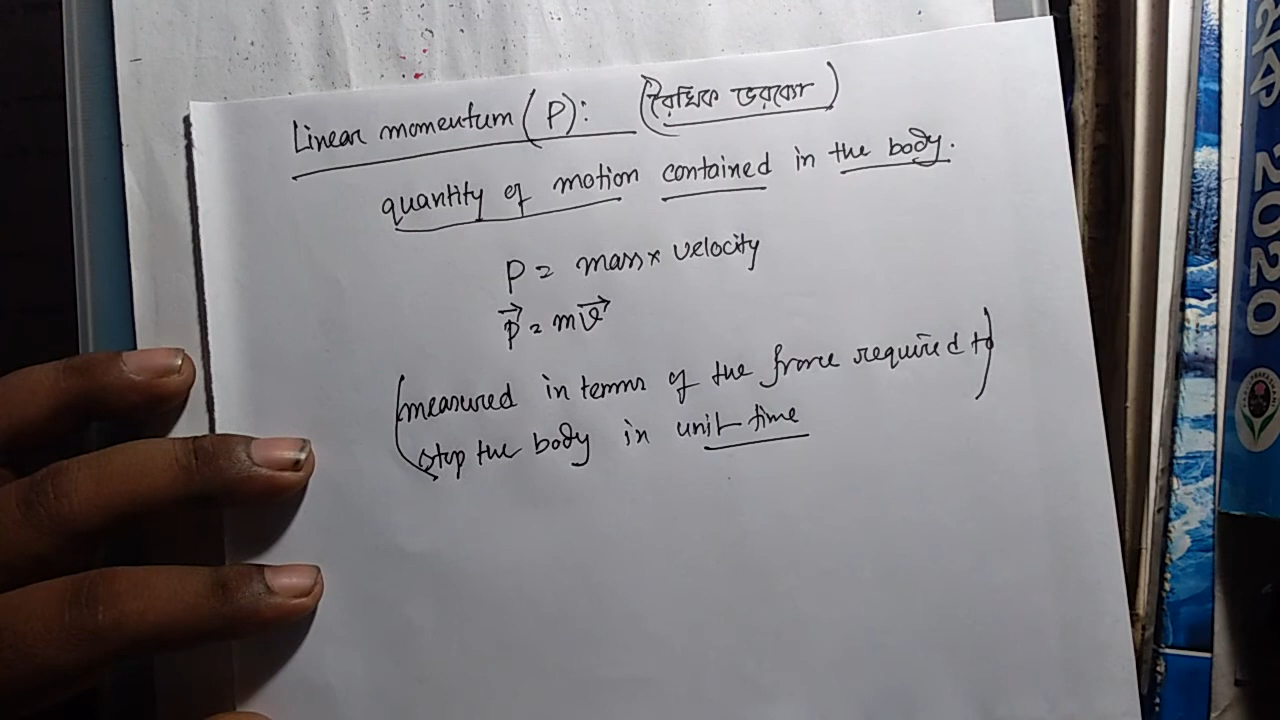 Linear momentum (P): (রৈখিক ভরবেগ)
quantity of motion contained in the body.
P = mass x velocity
p⃗ = mv⃗
(measured in terms of the force required to
stop the body in unit time)
2020